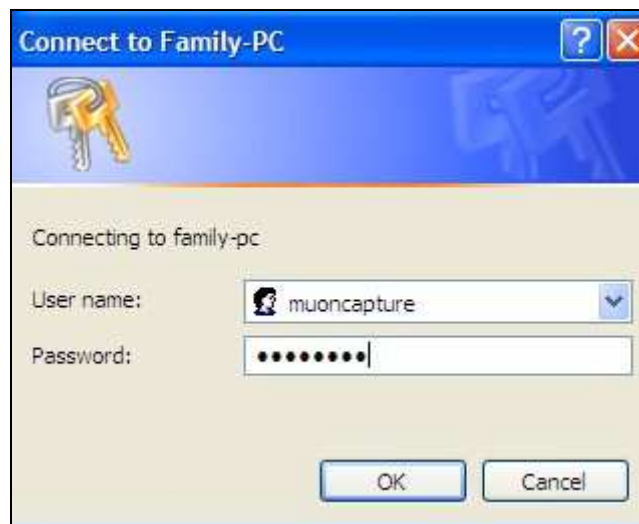 Connect to Family-PC
Connecting to family-pc
User name: muoncapture
Password: ●●●●●●●●
OK Cancel